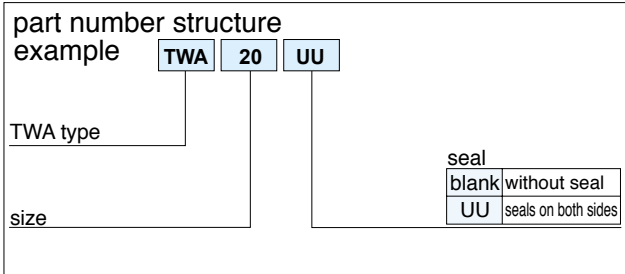 part number structure
example TWA 20 UU
TWA type
seal
blank without seal
UU seals on both sides
size